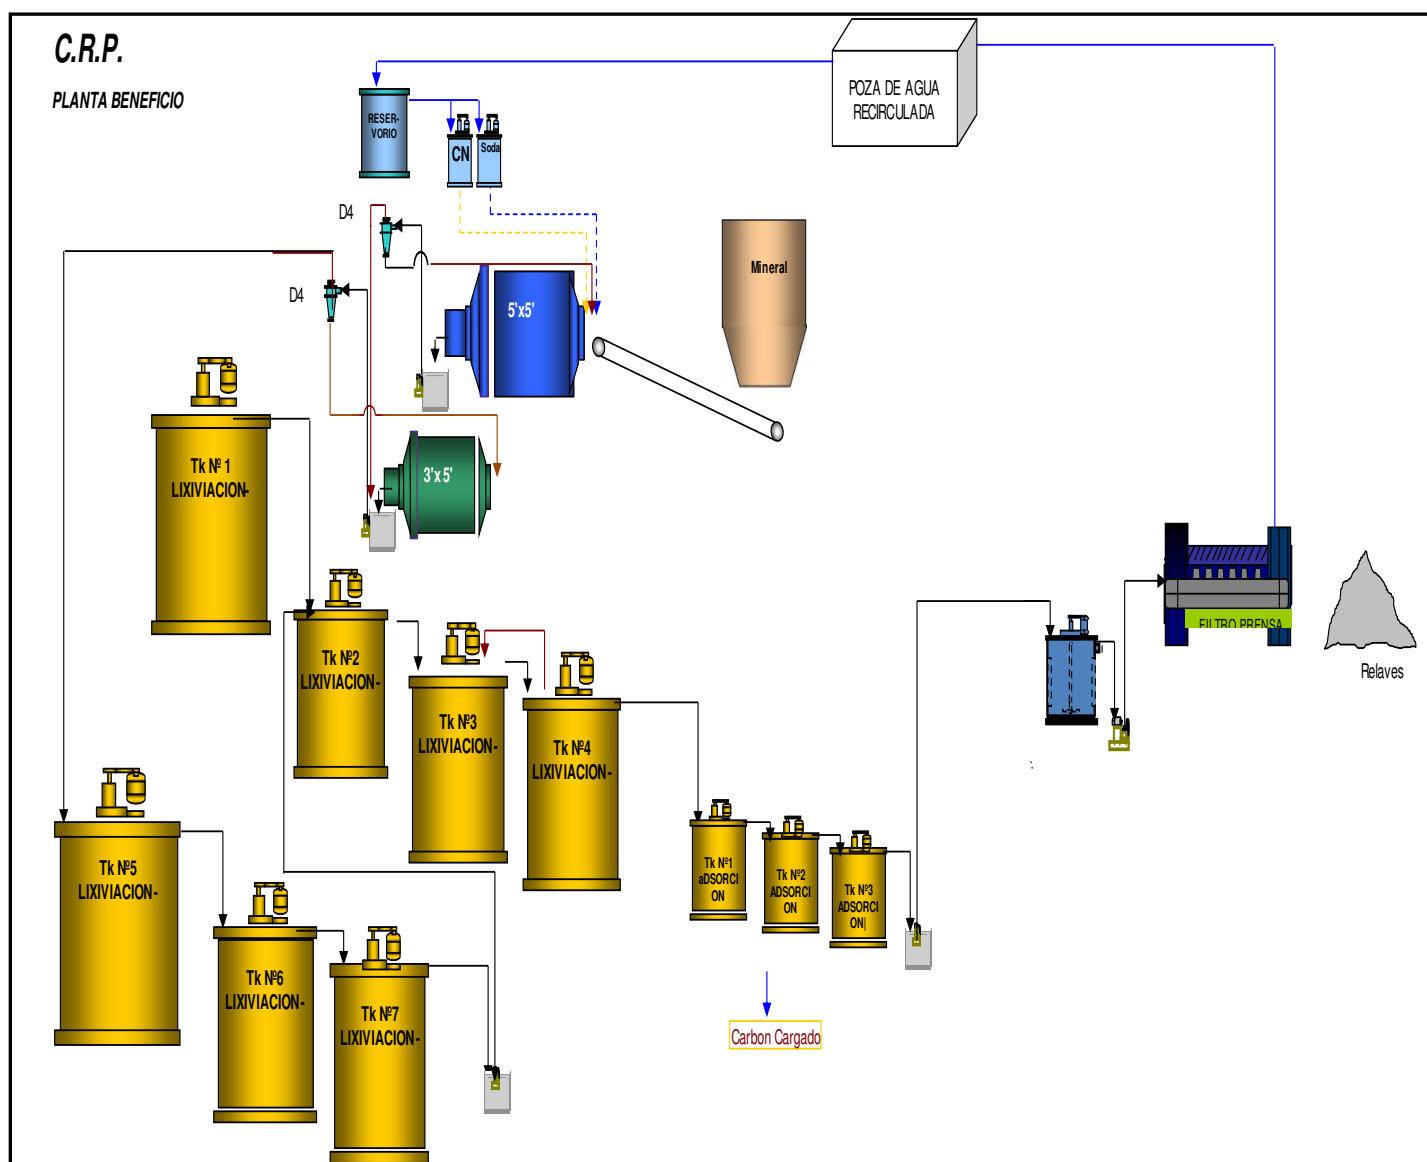 C.R.P.
PLANTA BENEFICIO
POZA DE AGUA
RECIRCULADA
RESER-
VORIO
CN
Soda
D4
D4
Mineral
5'x5'
3'x 5'
Tk Nº 1
LIXIVIACION-
Tk Nº2
LIXIVIACION-
Tk Nº3
LIXIVIACION-
Tk Nº4
LIXIVIACION-
FILTRO PRENSA
Relaves
Tk Nº5
LIXIVIACION-
Tk Nº6
LIXIVIACION-
Tk Nº7
LIXIVIACION-
Tk Nº1
aDSORCI
ON
Tk Nº2
ADSORCI
ON
Tk Nº3
ADSORCI
ON|
:
Carbon Cargado